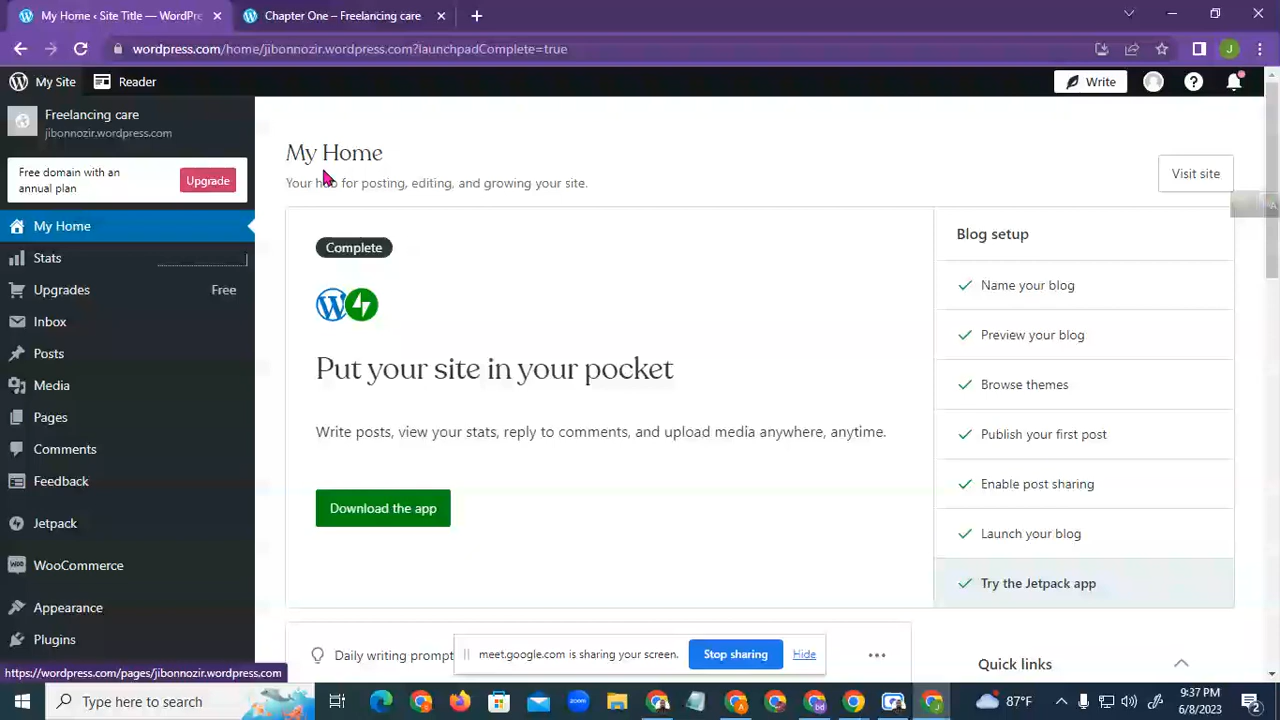 My Home ‹ Site Title — WordPr
Chapter One – Freelancing care
wordpress.com/home/jibonnozir.wordpress.com?launchpadComplete=true
J
My Site
Reader
Write
Freelancing care
jibonnozir.wordpress.com
Free domain with an
annual plan
Upgrade
My Home
Stats
Upgrades
Free
Inbox
Posts
Media
Pages
Comments
Feedback
Jetpack
WooCommerce
Appearance
Plugins
My Home
Your hub for posting, editing, and growing your site.
Visit site
Complete
Put your site in your pocket
Write posts, view your stats, reply to comments, and upload media anywhere, anytime.
Download the app
Blog setup
Name your blog
Preview your blog
Browse themes
Publish your first post
Enable post sharing
Launch your blog
Try the Jetpack app
Daily writing prompt
meet.google.com is sharing your screen.
Stop sharing
Hide
Quick links
https://wordpress.com/pages/jibonnozir.wordpress.com
Type here to search
zoom
87°F
9:37 PM
6/8/2023
2